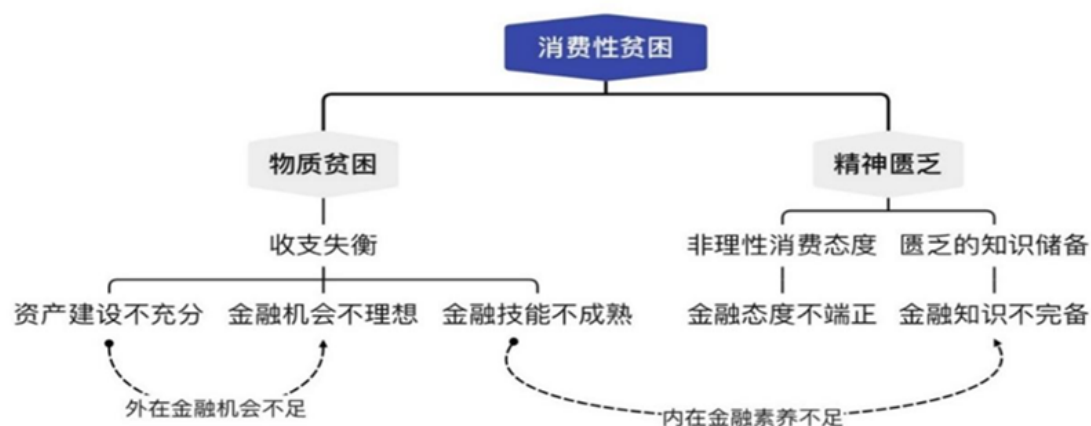 消费性贫困
物质贫困
精神匮乏
收支失衡
非理性消费态度
匮乏的知识储备
资产建设不充分
金融机会不理想
金融技能不成熟
金融态度不端正
金融知识不完备
外在金融机会不足
内在金融素养不足